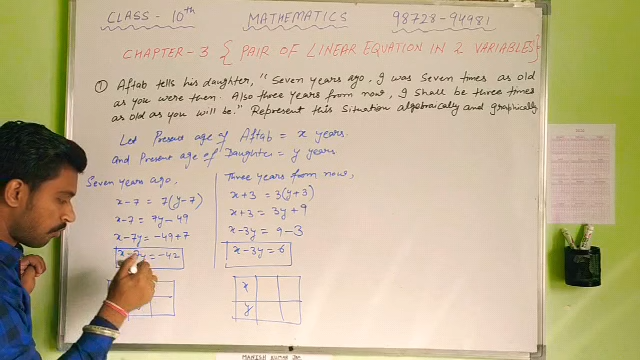 CLASS - 10th MATHEMATICS 98728-94981
CHAPTER-3 { PAIR OF LINEAR EQUATION IN 2 VARIABLES }
① Aftab tells his daughter, "Seven years ago, I was Seven times as old
as you were then. Also three years from now, I shall be three times
as old as you will be." Represent this Situation algebraically and graphically
Let Present age of Aftab = x years.
and Present age of Daughter = y years
Seven years ago,
x-7 = 7(y-7)
x-7 = 7y-49
x-7y = -49+7
x-7y = -42
Three years from now,
x+3 = 3(y+3)
x+3 = 3y+9
x-3y = 9-3
x-3y = 6
x
y
MANISH KUMAR